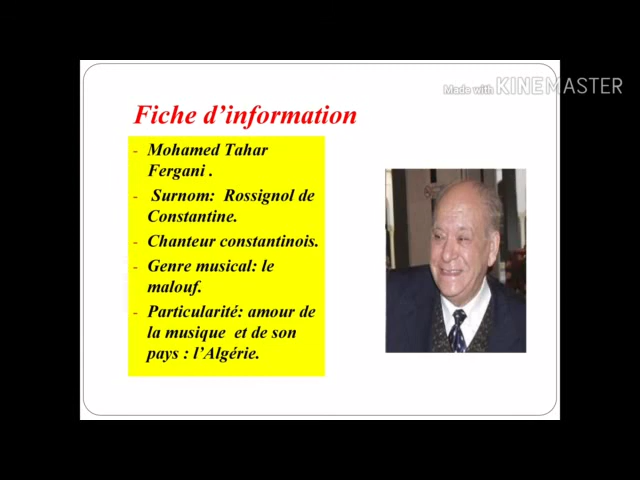 Made with KINEMASTER
Fiche d'information
- Mohamed Tahar
Fergani .
- Surnom: Rossignol de
Constantine.
- Chanteur constantinois.
- Genre musical: le
malouf.
- Particularité: amour de
la musique et de son
pays : l'Algérie.